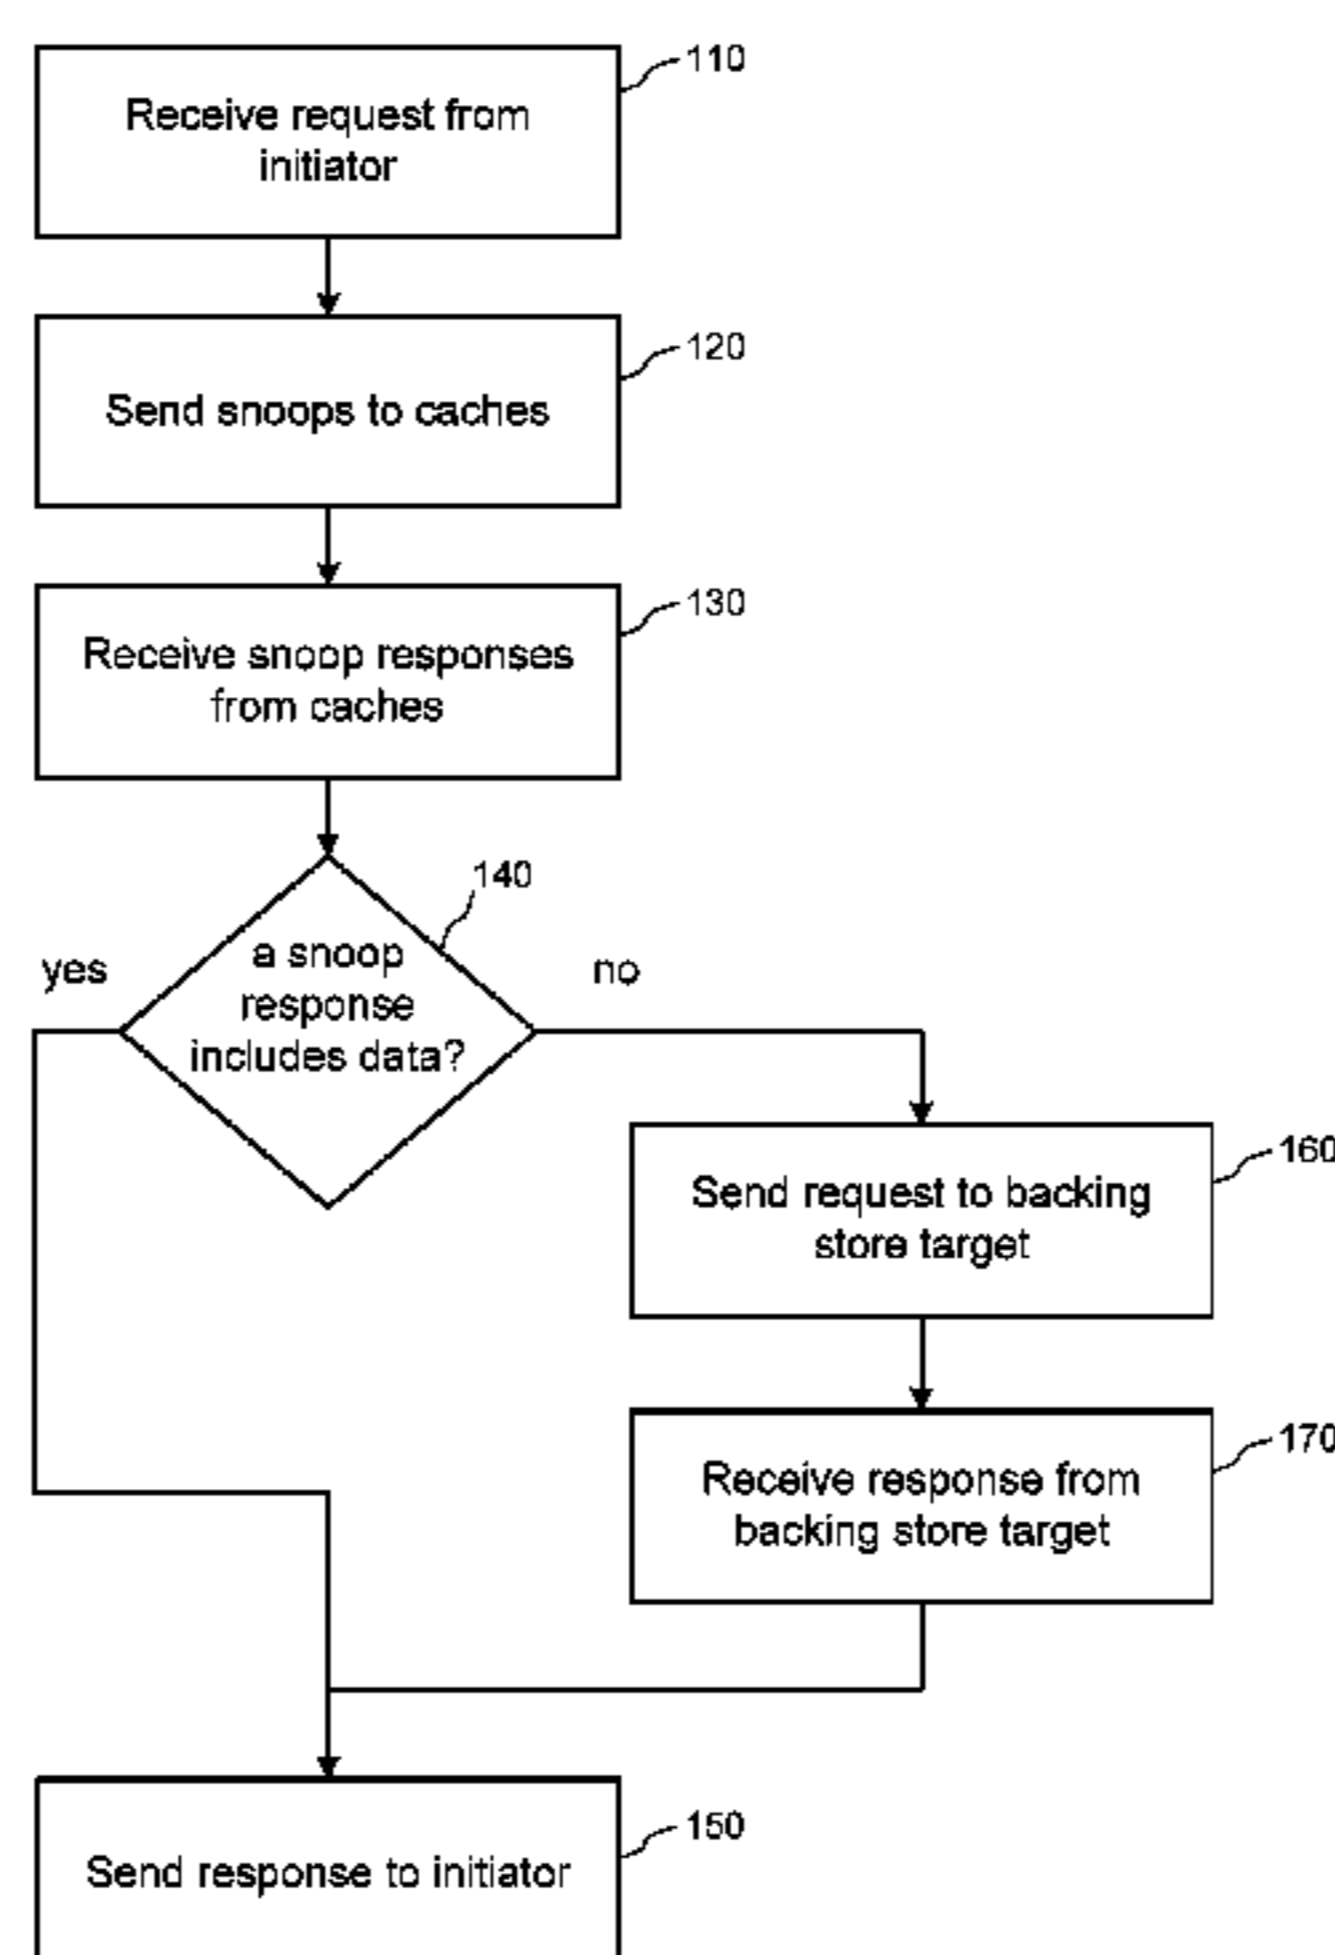 110
Receive request from
initiator
120
Send snoops to caches
130
Receive snoop responses
from caches
140
yes
a snoop
response
includes data?
no
160
Send request to backing
store target
170
Receive response from
backing store target
150
Send response to initiator